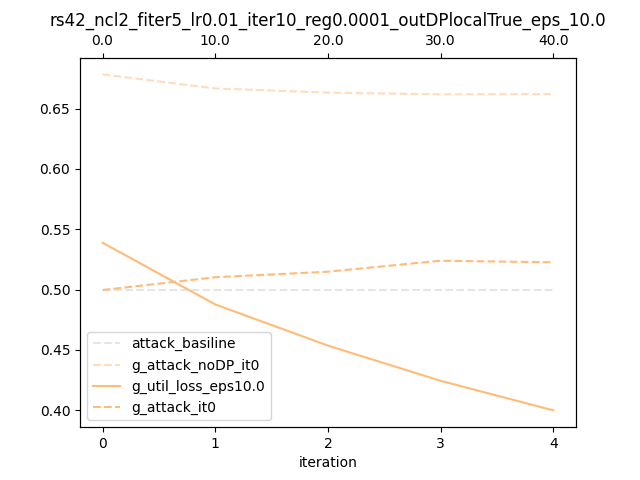 rs42_ncl2_fiter5_lr0.01_iter10_reg0.0001_outDPlocalTrue_eps_10.0
0.0 10.0 20.0 30.0 40.0
0.65
0.60
0.55
0.50
0.45
0.40
attack_basiline
g_attack_noDP_it0
g_util_loss_eps10.0
g_attack_it0
0 1 2 3 4
iteration